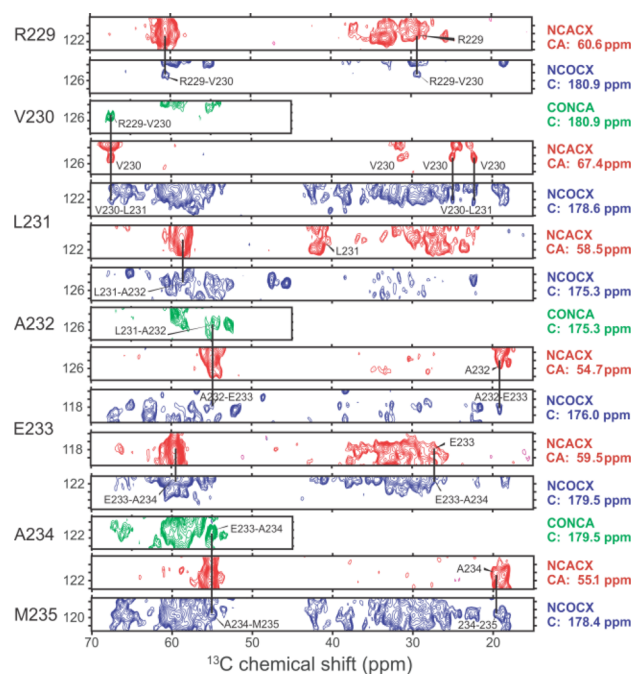 R229
122
R229
NCACX
CA: 60.6 ppm
126
R229-V230
R229-V230
NCOCX
C: 180.9 ppm
V230
126
R229-V230
CONCA
C: 180.9 ppm
126
V230
V230
V230
V230
NCACX
CA: 67.4 ppm
122
V230-L231
V230-L231
NCOCX
C: 178.6 ppm
L231
122
L231
NCACX
CA: 58.5 ppm
126
L231-A232
NCOCX
C: 175.3 ppm
A232
126
L231-A232
CONCA
C: 175.3 ppm
126
A232
NCACX
CA: 54.7 ppm
118
A232-E233
A232-E233
NCOCX
C: 176.0 ppm
E233
118
E233
NCACX
CA: 59.5 ppm
122
E233-A234
E233-A234
NCOCX
C: 179.5 ppm
A234
122
E233-A234
CONCA
C: 179.5 ppm
122
A234
NCACX
CA: 55.1 ppm
M235
120
A234-M235
234-235
NCOCX
C: 178.4 ppm
70 60 50 40 30 20
13C chemical shift (ppm)